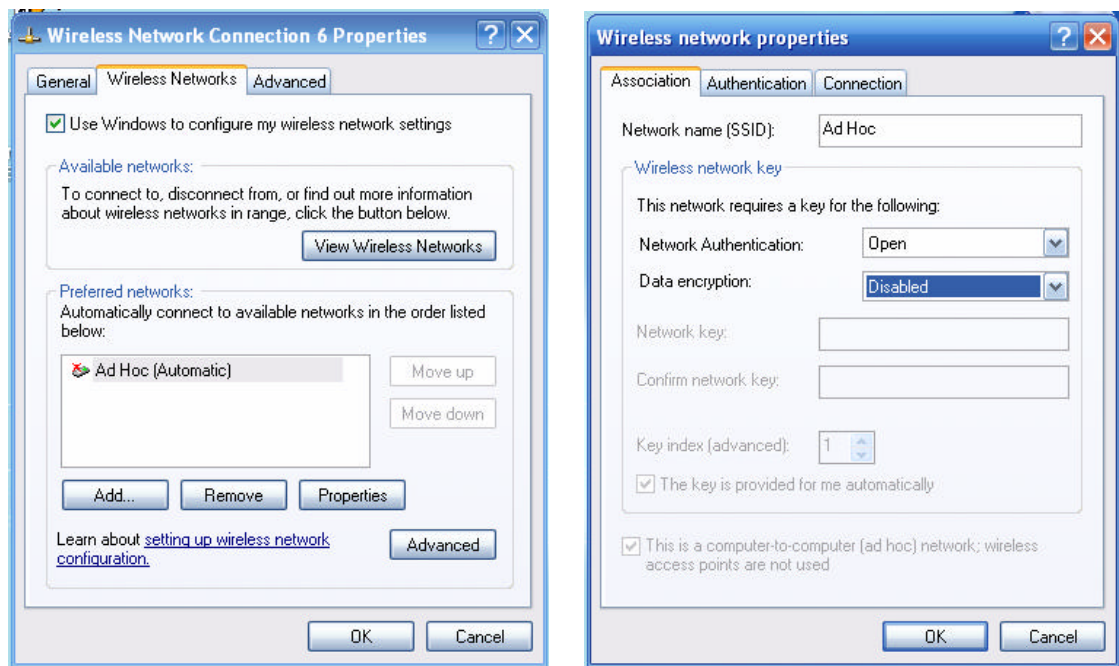 Wireless Network Connection 6 Properties
General
Wireless Networks
Advanced
Use Windows to configure my wireless network settings
Available networks:
To connect to, disconnect from, or find out more information
about wireless networks in range, click the button below.
View Wireless Networks
Preferred networks:
Automatically connect to available networks in the order listed
below:
Ad Hoc (Automatic)
Move up
Move down
Add...
Remove
Properties
Learn about setting up wireless network
configuration.
Advanced
OK
Cancel
Wireless network properties
Association
Authentication
Connection
Network name (SSID):
Ad Hoc
Wireless network key
This network requires a key for the following:
Network Authentication:
Open
Data encryption:
Disabled
Network key:
Confirm network key:
Key index (advanced):
1
The key is provided for me automatically
This is a computer-to-computer (ad hoc) network; wireless
access points are not used
OK
Cancel